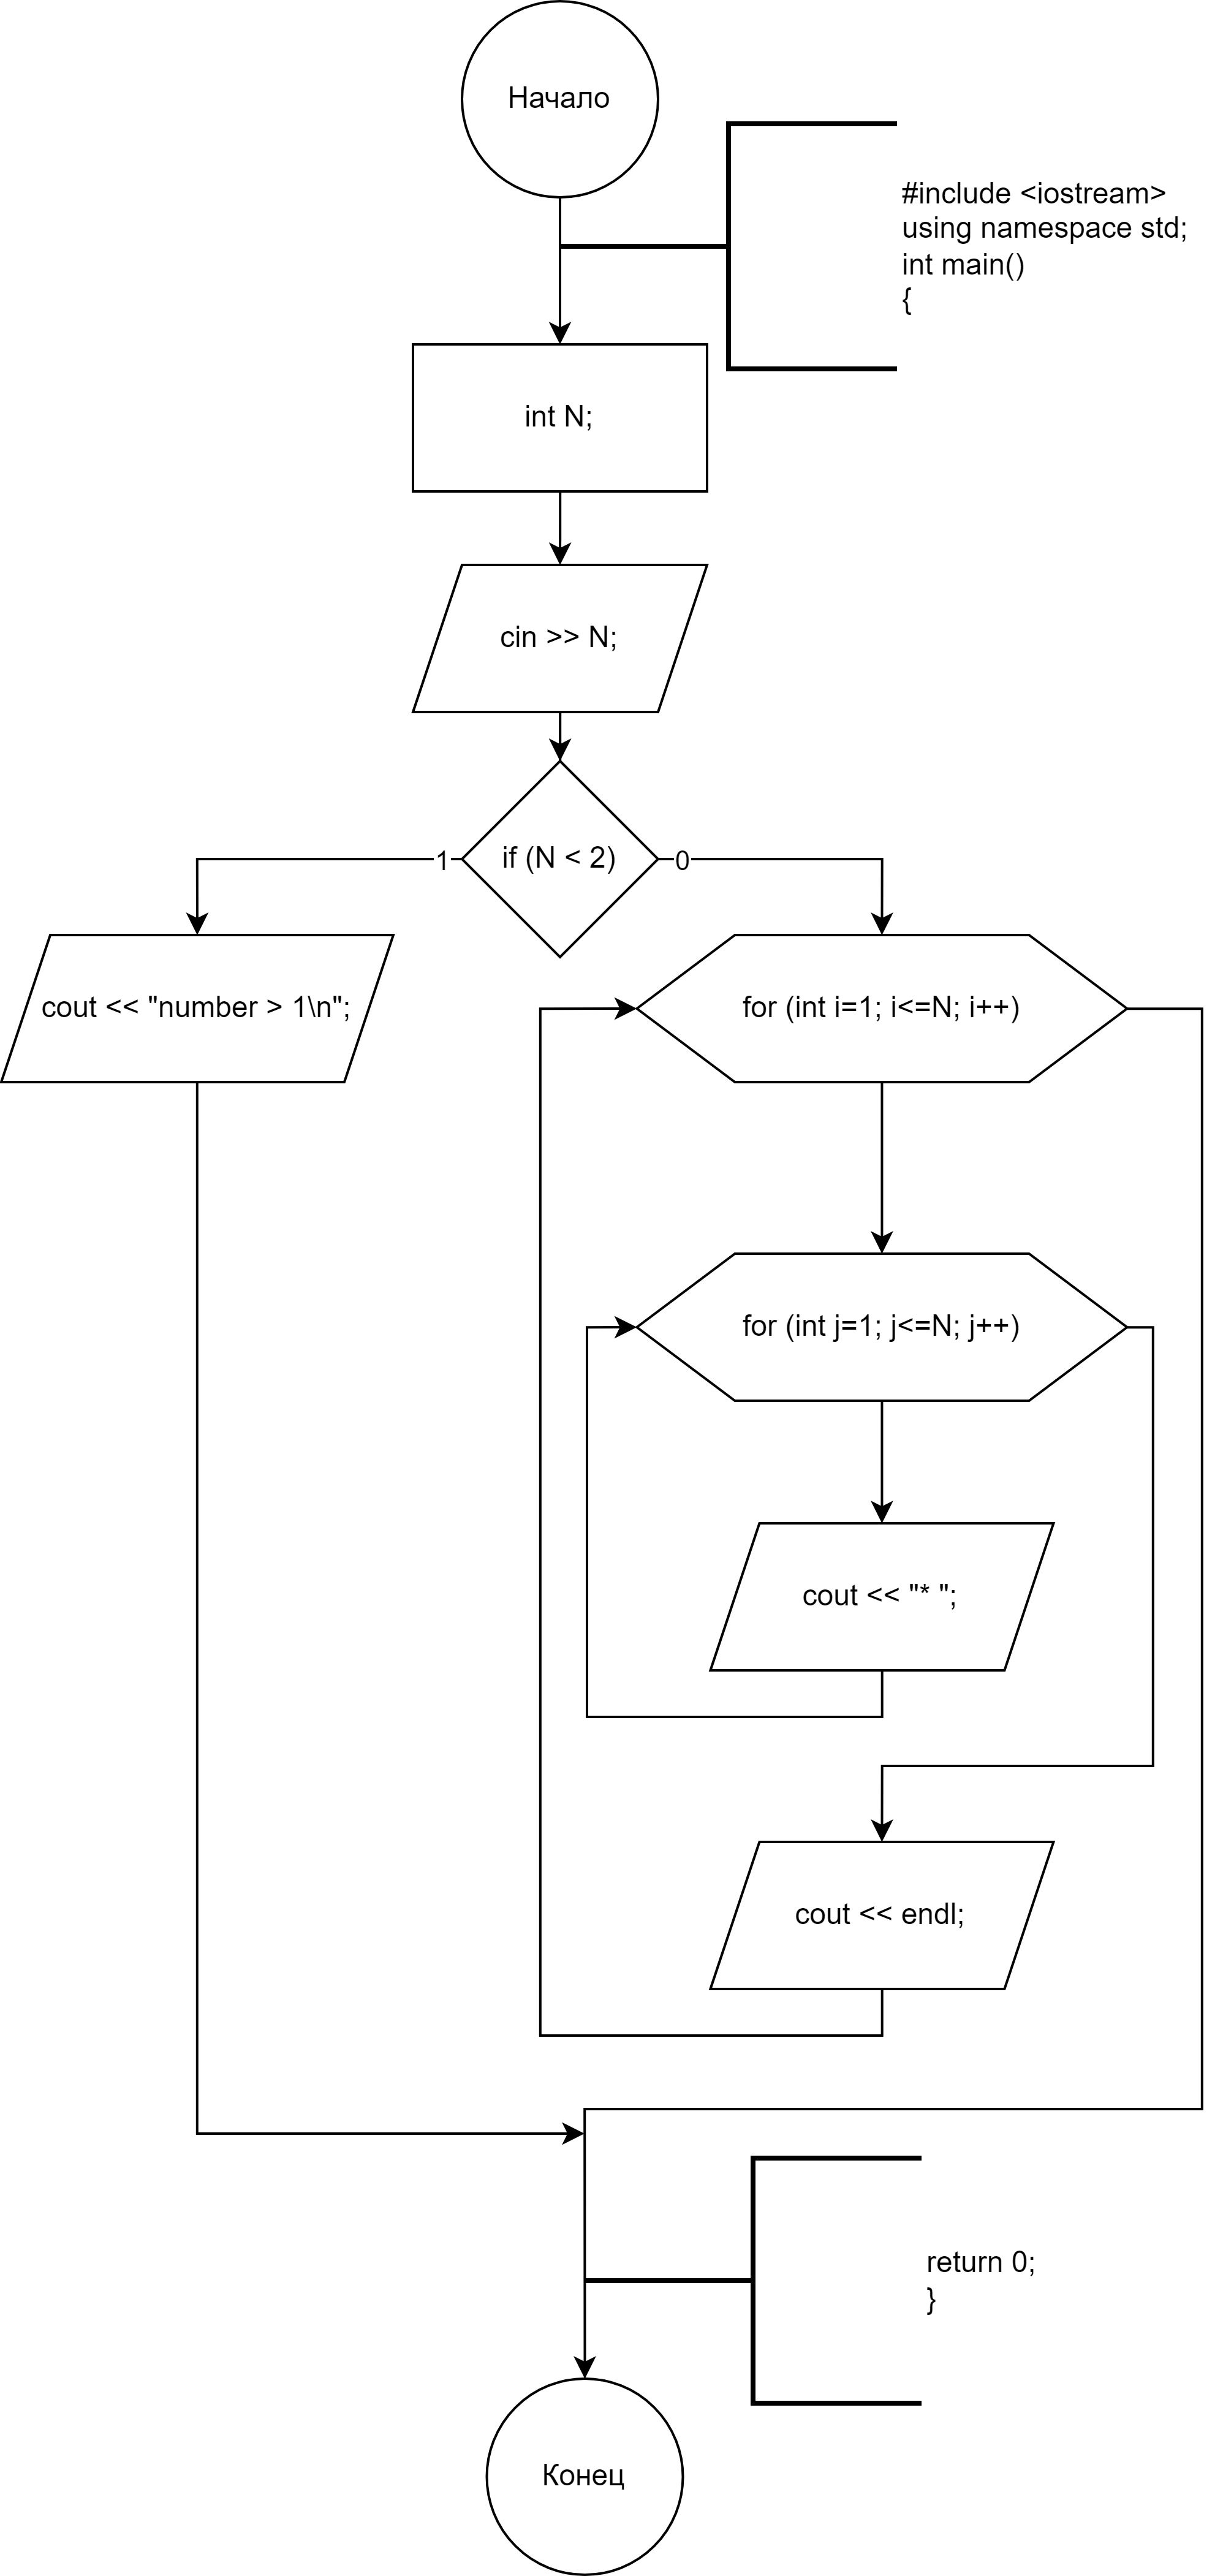 Начало
#include <iostream>
using namespace std;
int main()
{
int N;
cin >> N;
if (N < 2)
1
0
cout << "number > 1\n";
for (int i=1; i<=N; i++)
for (int j=1; j<=N; j++)
cout << "* ";
cout << endl;
return 0;
}
Конец